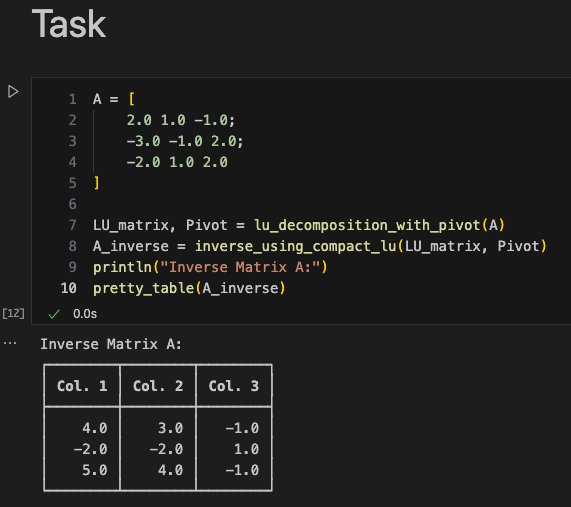 Task
1 A = [
2 2.0 1.0 -1.0;
3 -3.0 -1.0 2.0;
4 -2.0 1.0 2.0
5 ]
6
7 LU_matrix, Pivot = lu_decomposition_with_pivot(A)
8 A_inverse = inverse_using_compact_lu(LU_matrix, Pivot)
9 println("Inverse Matrix A:")
10 pretty_table(A_inverse)
[12] ✓ 0.0s
... Inverse Matrix A:
Col. 1 Col. 2 Col. 3
4.0 3.0 -1.0
-2.0 -2.0 1.0
5.0 4.0 -1.0